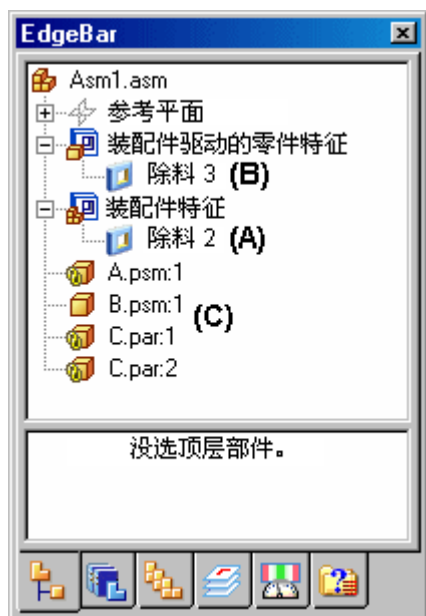 EdgeBar
Asm1.asm
参考平面
装配件驱动的零件特征
除料 3 (B)
装配件特征
除料 2 (A)
A.psm:1
B.psm:1 (C)
C.par:1
C.par:2
没选顶层部件。